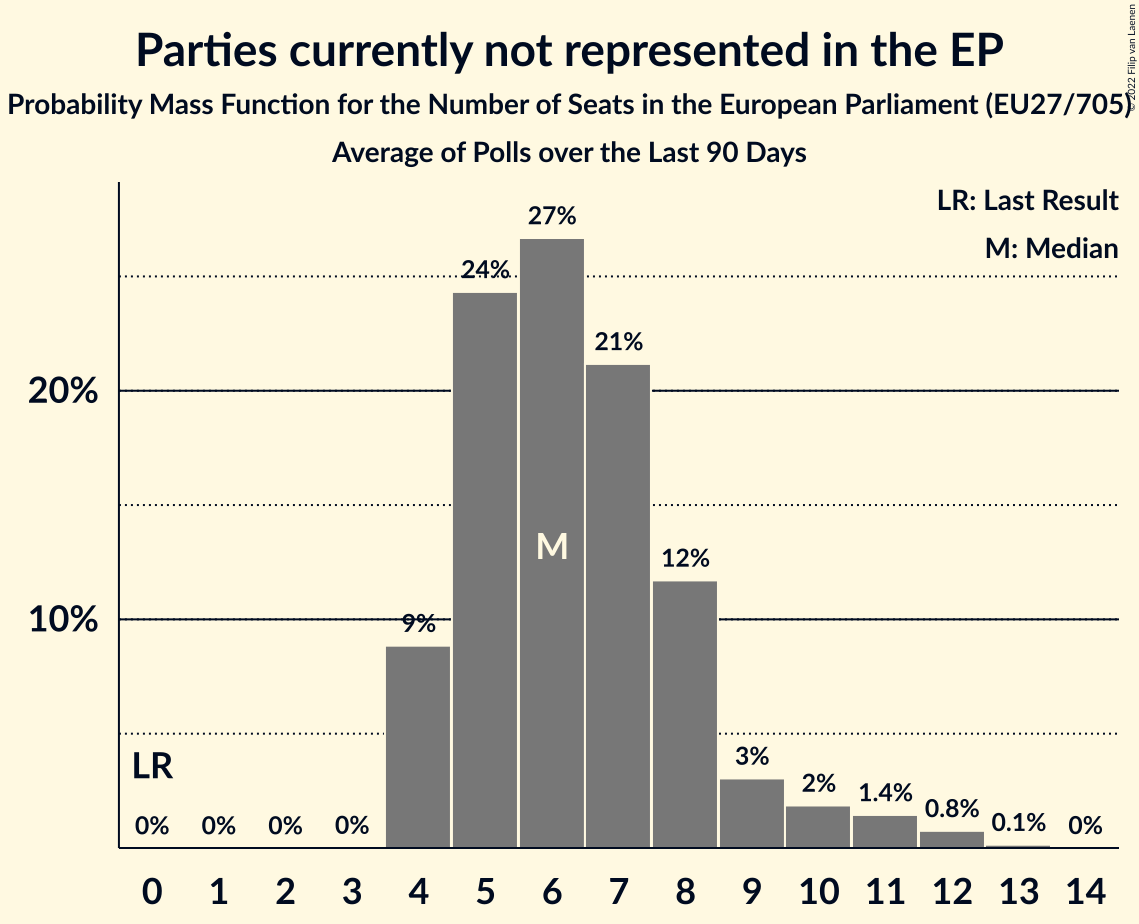 Parties currently not represented in the EP
Probability Mass Function for the Number of Seats in the European Parliament (EU27/705)
Average of Polls over the Last 90 Days
© 2022 Filip van Laenen
LR: Last Result
M: Median
20%
10%
0% 0% 0% 0% 9% 24% 27% 21% 12% 3% 2% 1.4% 0.8% 0.1% 0%
LR
M
0 1 2 3 4 5 6 7 8 9 10 11 12 13 14